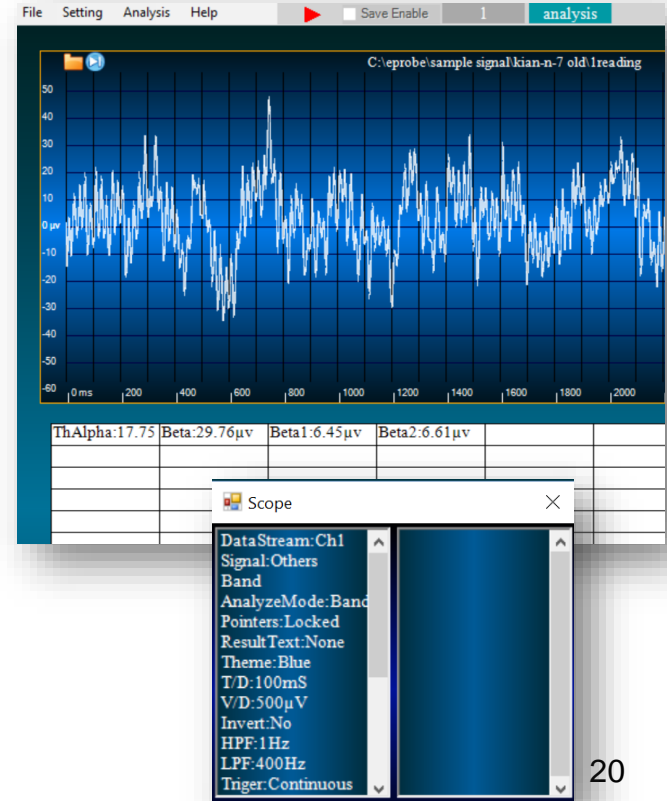 File Setting Analysis Help Save Enable 1 analysis
C:\eprobe\sample signal\kian-n-7 old\1reading
50
40
30
20
10
0 µv
-10
-20
-30
-40
-50
-60
0 ms 200 400 600 800 1000 1200 1400 1600 1800 2000
ThAlpha:17.75 Beta:29.76µv Beta1:6.45µv Beta2:6.61µv
Scope
DataStream:Ch1
Signal:Others
Band
AnalyzeMode:Band
Pointers:Locked
ResultText:None
Theme:Blue
T/D:100mS
V/D:500µV
Invert:No
HPF:1Hz
LPF:400Hz
Triger:Continuous
20